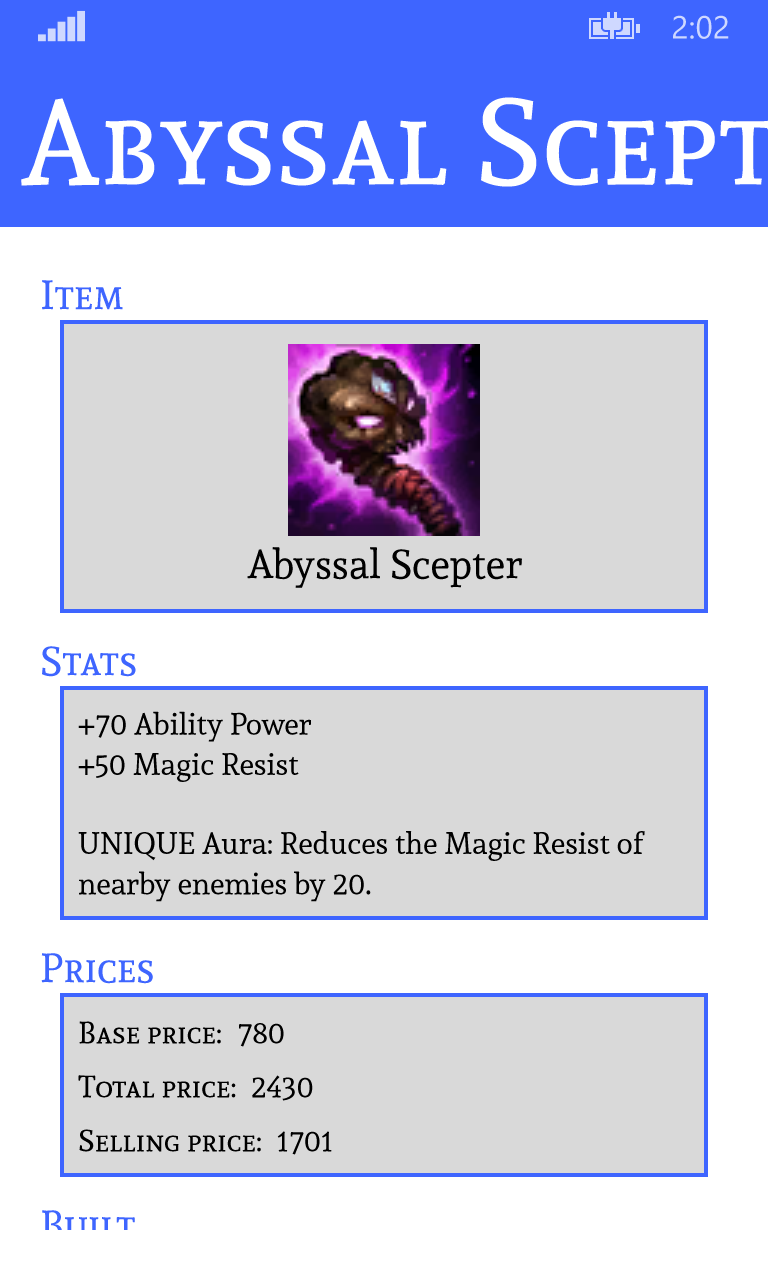 2:02
Abyssal Scept
Item
Abyssal Scepter
Stats
+70 Ability Power
+50 Magic Resist
UNIQUE Aura: Reduces the Magic Resist of
nearby enemies by 20.
Prices
Base price: 780
Total price: 2430
Selling price: 1701
Built